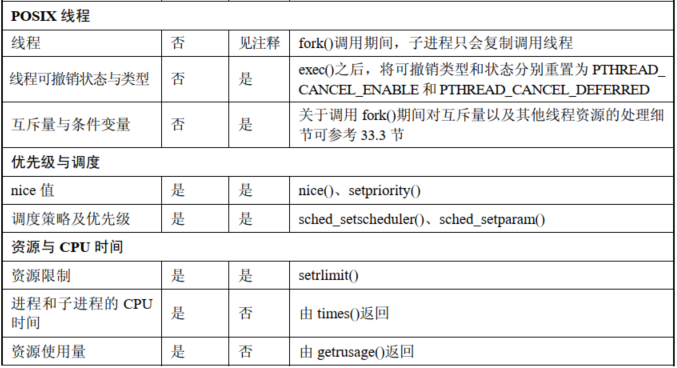 POSIX 线程
线程 否 见注释 fork()调用期间，子进程只会复制调用线程
线程可撤销状态与类型 否 是 exec()之后，将可撤销类型和状态分别重置为 PTHREAD_
CANCEL_ENABLE 和 PTHREAD_CANCEL_DEFERRED
互斥量与条件变量 否 是 关于调用 fork()期间对互斥量以及其他线程资源的处理细
节可参考 33.3 节
优先级与调度
nice 值 是 是 nice()、setpriority()
调度策略及优先级 是 是 sched_setscheduler()、sched_setparam()
资源与 CPU 时间
资源限制 是 是 setrlimit()
进程和子进程的 CPU
时间 是 否 由 times()返回
资源使用量 是 否 由 getrusage()返回